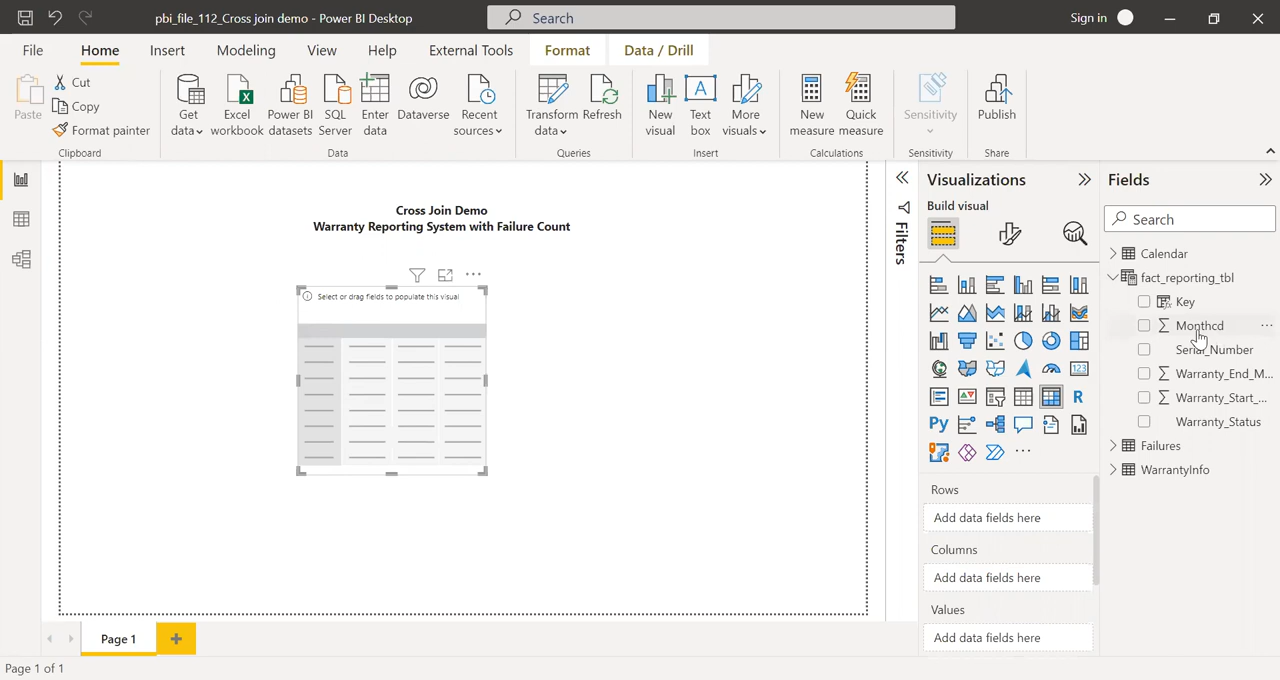 pbi_file_112_Cross join demo - Power BI Desktop
Search
Sign in
File
Home
Insert
Modeling
View
Help
External Tools
Format
Data / Drill
Paste
Cut
Copy
Format painter
Clipboard
Get data
Excel workbook
Power BI datasets
SQL Server
Enter data
Dataverse
Recent sources
Data
Transform data
Refresh
Queries
New visual
Text box
More visuals
Insert
New measure
Quick measure
Calculations
Sensitivity
Sensitivity
Publish
Share
Cross Join Demo
Warranty Reporting System with Failure Count
Select or drag fields to populate this visual
Filters
Visualizations
Build visual
R
Py
123
Rows
Add data fields here
Columns
Add data fields here
Values
Add data fields here
Fields
Search
Calendar
fact_reporting_tbl
Key
Monthcd
Serial_Number
Warranty_End_M...
Warranty_Start_...
Warranty_Status
Failures
WarrantyInfo
Page 1
Page 1 of 1